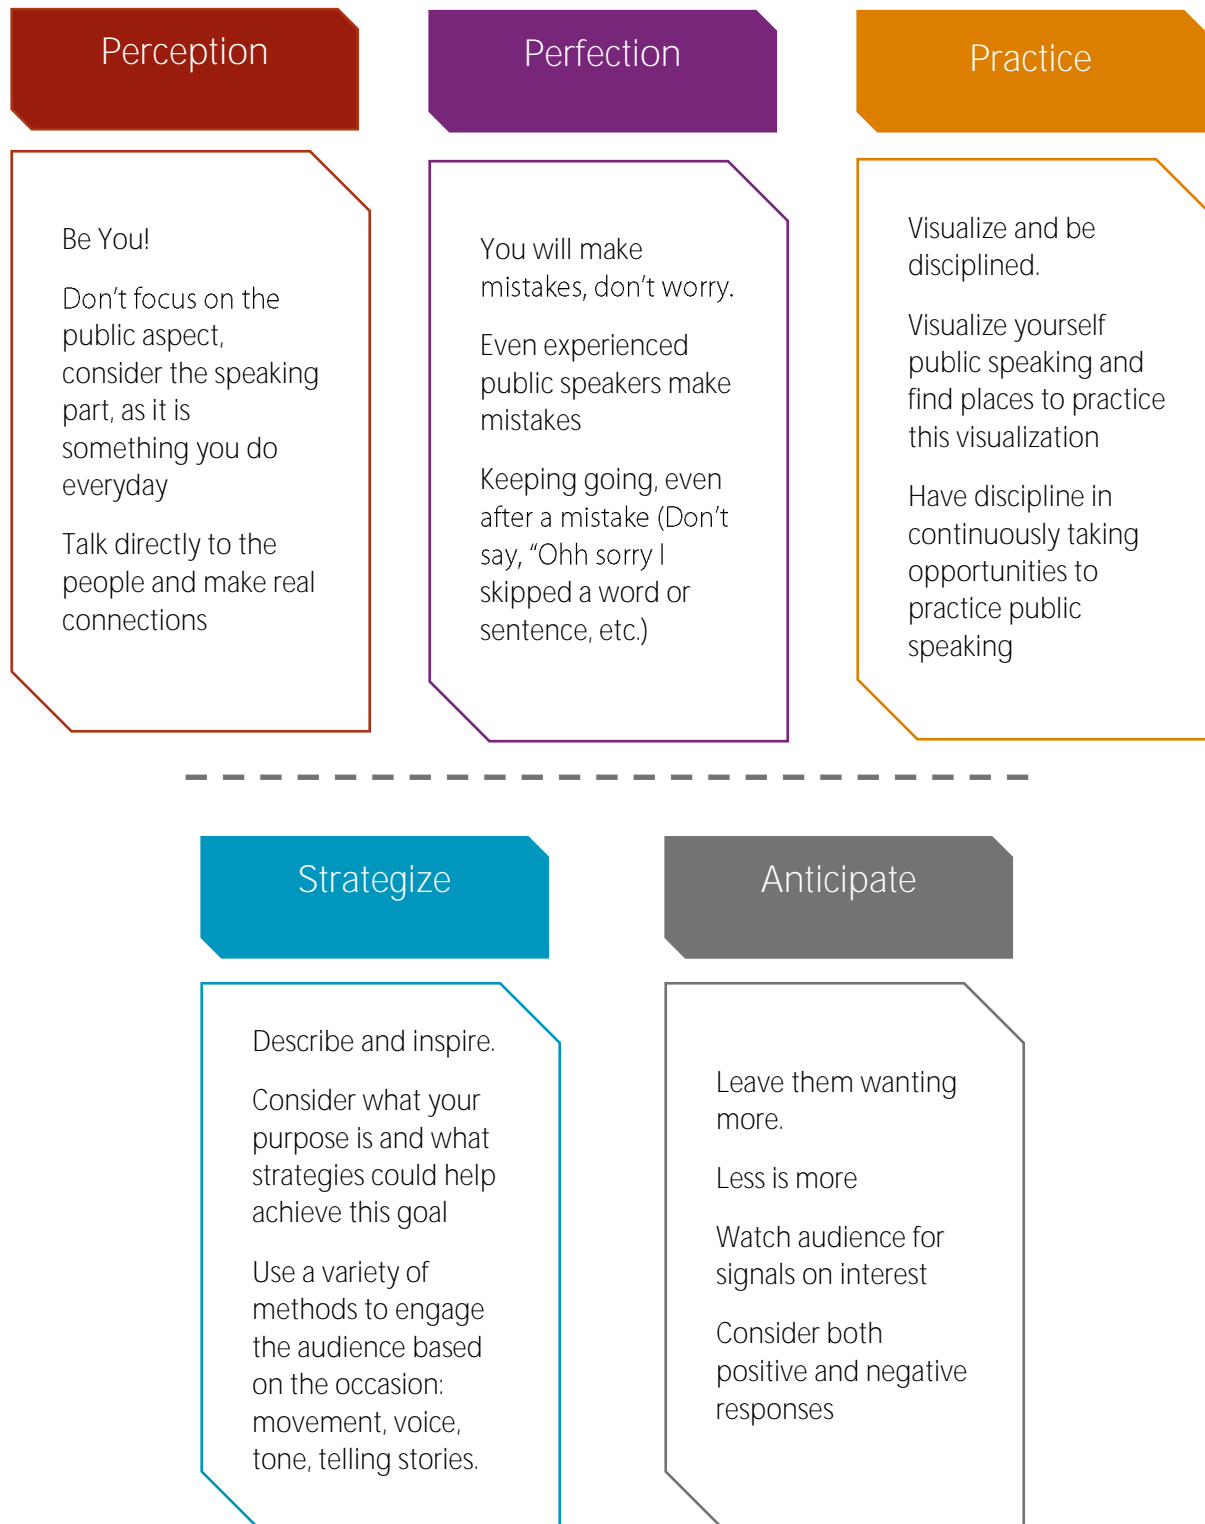 Perception
Be You!
Don't focus on the
public aspect,
consider the speaking
part, as it is
something you do
everyday
Talk directly to the
people and make real
connections
Perfection
You will make
mistakes, don't worry.
Even experienced
public speakers make
mistakes
Keeping going, even
after a mistake (Don't
say, “Ohh sorry I
skipped a word or
sentence, etc.)
Practice
Visualize and be
disciplined.
Visualize yourself
public speaking and
find places to practice
this visualization
Have discipline in
continuously taking
opportunities to
practice public
speaking
Strategize
Describe and inspire.
Consider what your
purpose is and what
strategies could help
achieve this goal
Use a variety of
methods to engage
the audience based
on the occasion:
movement, voice,
tone, telling stories.
Anticipate
Leave them wanting
more.
Less is more
Watch audience for
signals on interest
Consider both
positive and negative
responses